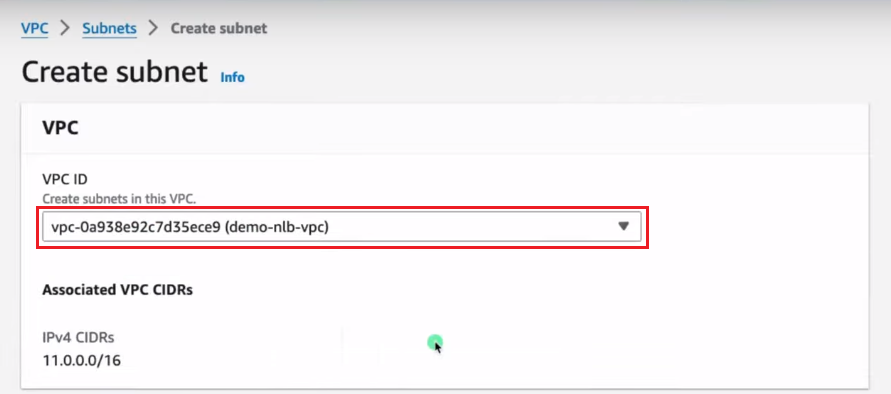 VPC > Subnets > Create subnet
Create subnet Info
VPC
VPC ID
Create subnets in this VPC.
vpc-0a938e92c7d35ece9 (demo-nlb-vpc)
Associated VPC CIDRs
IPv4 CIDRs
11.0.0.0/16